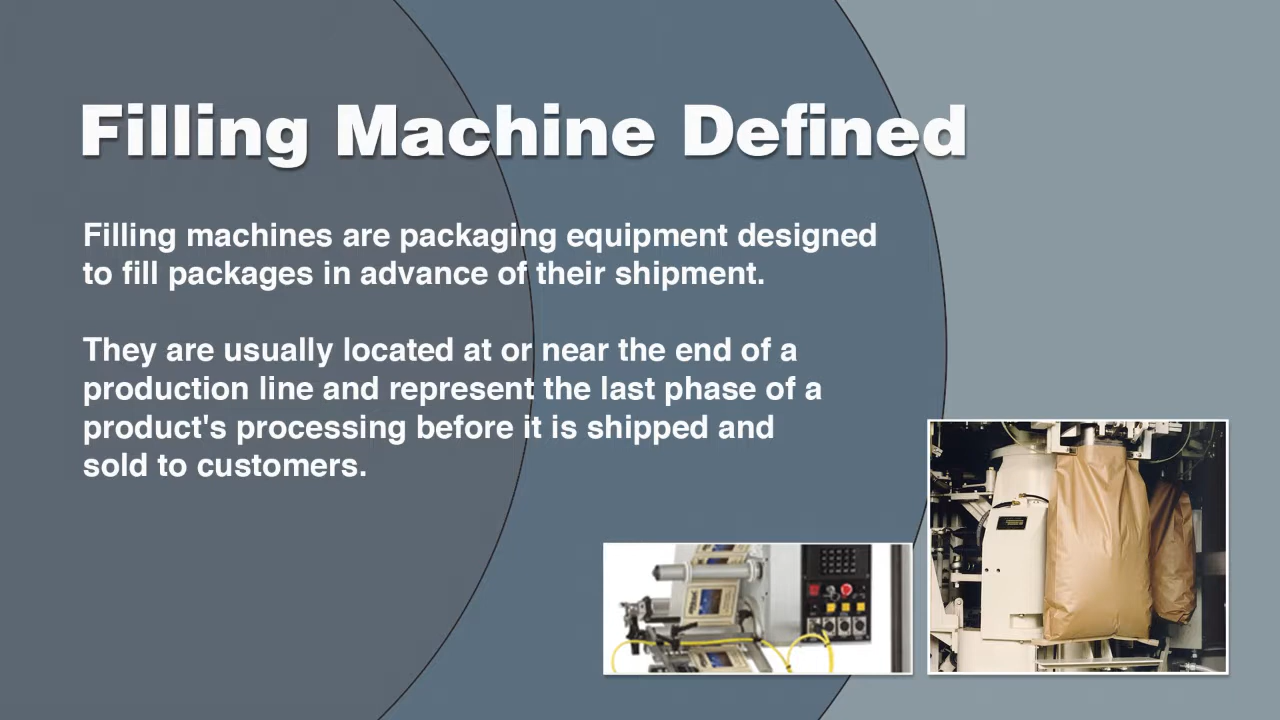 Filling Machine Defined
Filling machines are packaging equipment designed
to fill packages in advance of their shipment.
They are usually located at or near the end of a
production line and represent the last phase of a
product's processing before it is shipped and
sold to customers.